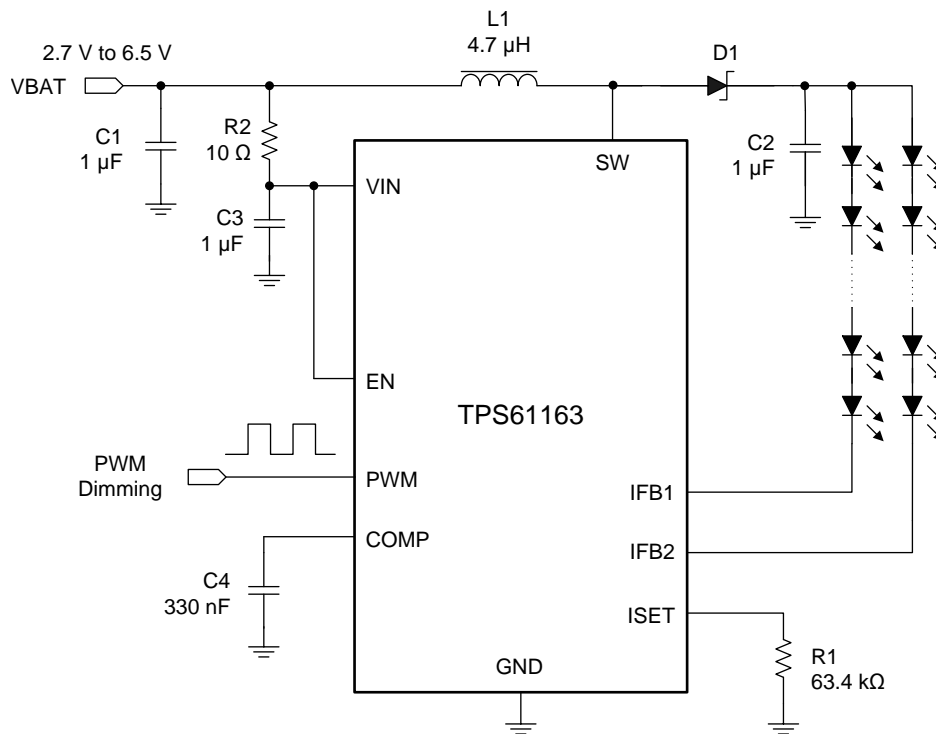 L1
4.7 µH
D1
2.7 V to 6.5 V
VBAT
C1
1 µF
R2
10 Ω
C3
1 µF
C2
1 µF
SW
VIN
EN
TPS61163
PWM
Dimming
PWM
COMP
C4
330 nF
IFB1
IFB2
ISET
GND
R1
63.4 kΩ